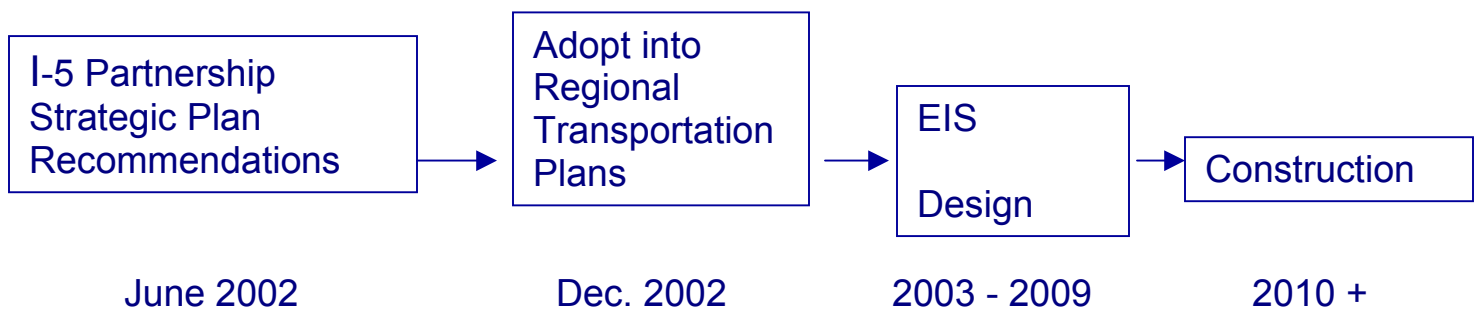 I-5 Partnership
Strategic Plan
Recommendations
Adopt into
Regional
Transportation
Plans
EIS
Design
Construction
June 2002
Dec. 2002
2003 - 2009
2010 +